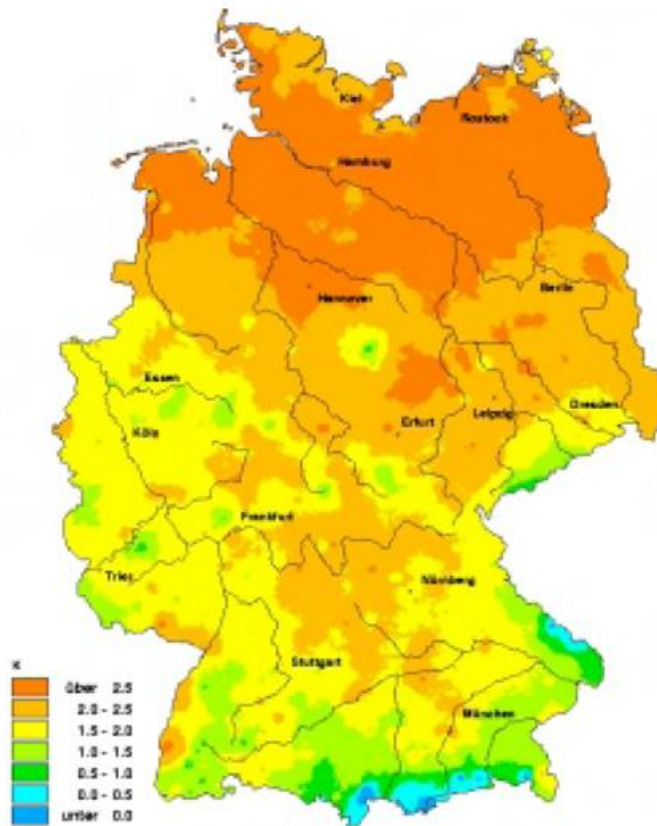 Kiel
Rostock
Hamburg
Hannover
Berlin
Essen
Erfurt
Leipzig
Dresden
Köln
Frankfurt
Trier
Nürnberg
Stuttgart
München
K
über 2.5
2.0 - 2.5
1.5 - 2.0
1.0 - 1.5
0.5 - 1.0
0.0 - 0.5
unter 0.0